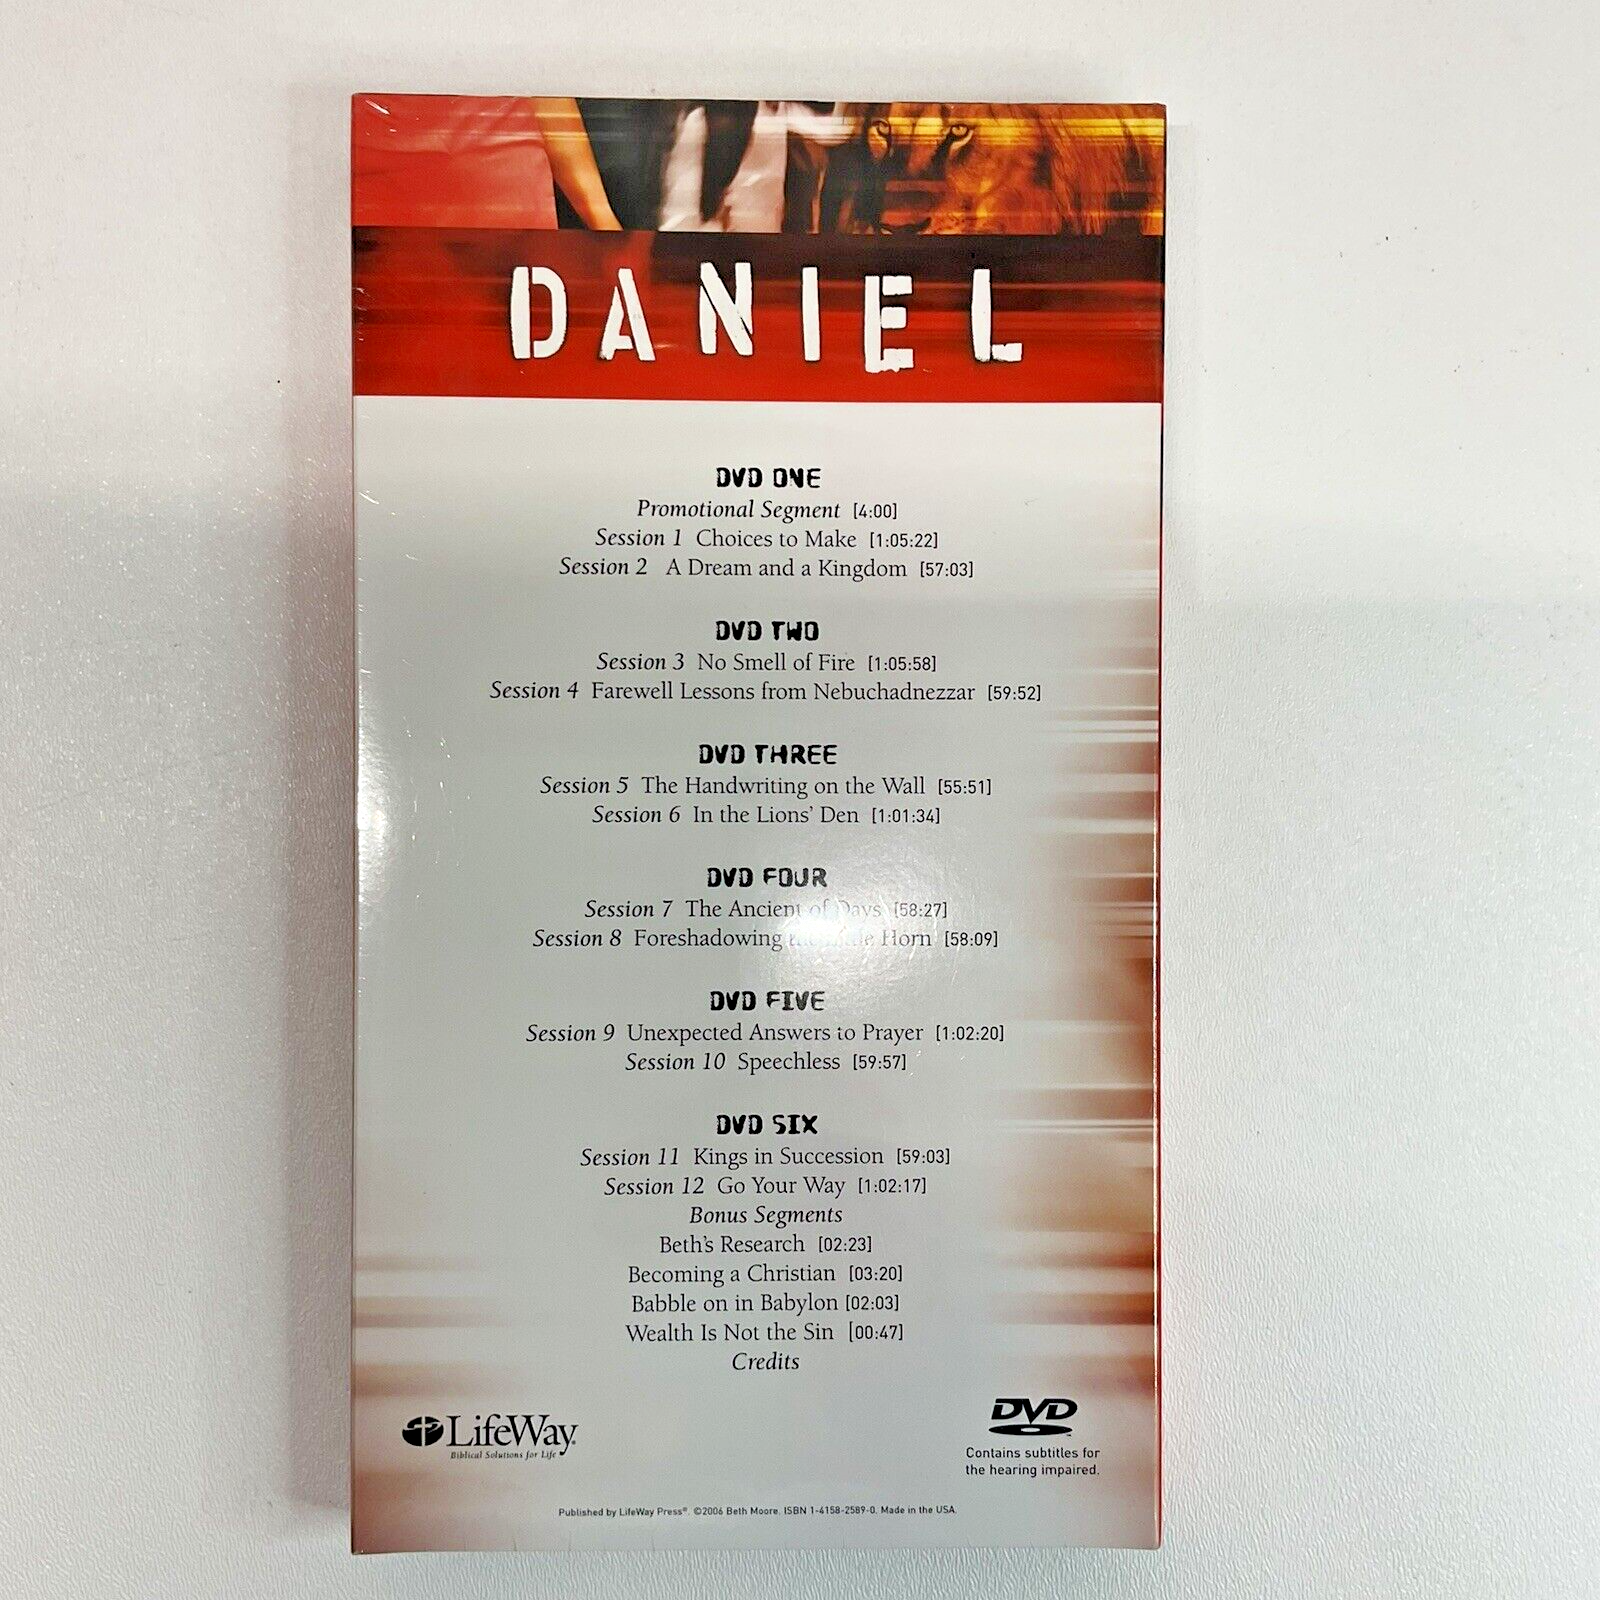 DANIEL
DVD ONE
Promotional Segment [4:00]
Session 1 Choices to Make [1:05:22]
Session 2 A Dream and a Kingdom [57:03]
DVD TWO
Session 3 No Smell of Fire [1:05:58]
Session 4 Farewell Lessons from Nebuchadnezzar [59:52]
DVD THREE
Session 5 The Handwriting on the Wall [55:51]
Session 6 In the Lions' Den [1:01:34]
DVD FOUR
Session 7 The Ancient of Days [58:27]
Session 8 Foreshadowing Horn [58:09]
DVD FIVE
Session 9 Unexpected Answers to Prayer [1:02:20]
Session 10 Speechless [59:57]
DVD SIX
Session 11 Kings in Succession [59:03]
Session 12 Go Your Way [1:02:17]
Bonus Segments
Beth's Research [02:23]
Becoming a Christian [03:20]
Babble on in Babylon [02:03]
Wealth Is Not the Sin [00:47]
Credits
LifeWay®
Biblical Solutions for Life
DVD™
Contains subtitles for
the hearing impaired.
Published by LifeWay Press®. ©2006 Beth Moore. ISBN 1-4158-2589-0. Made in the USA.